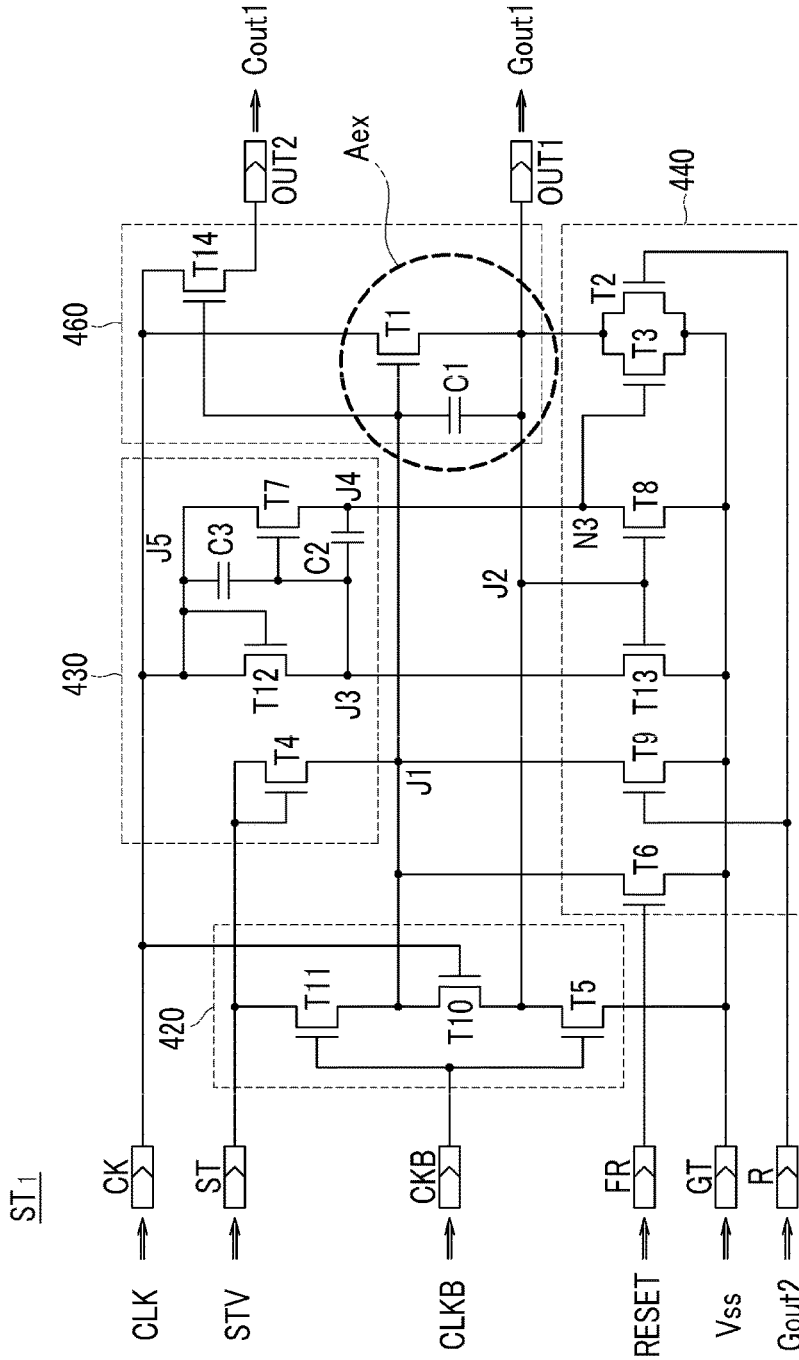 ST1
CLK
CK
STV
ST
CLKB
CKB
RESET
FR
Vss
GT
Gout2
R
420
T11
T10
T5
430
J5
C3
T7
T12
C2
J4
J3
T4
J1
J2
460
T14
T1
C1
Aex
OUT2
Cout1
OUT1
Gout1
440
N3
T2
T3
T8
T13
T9
T6